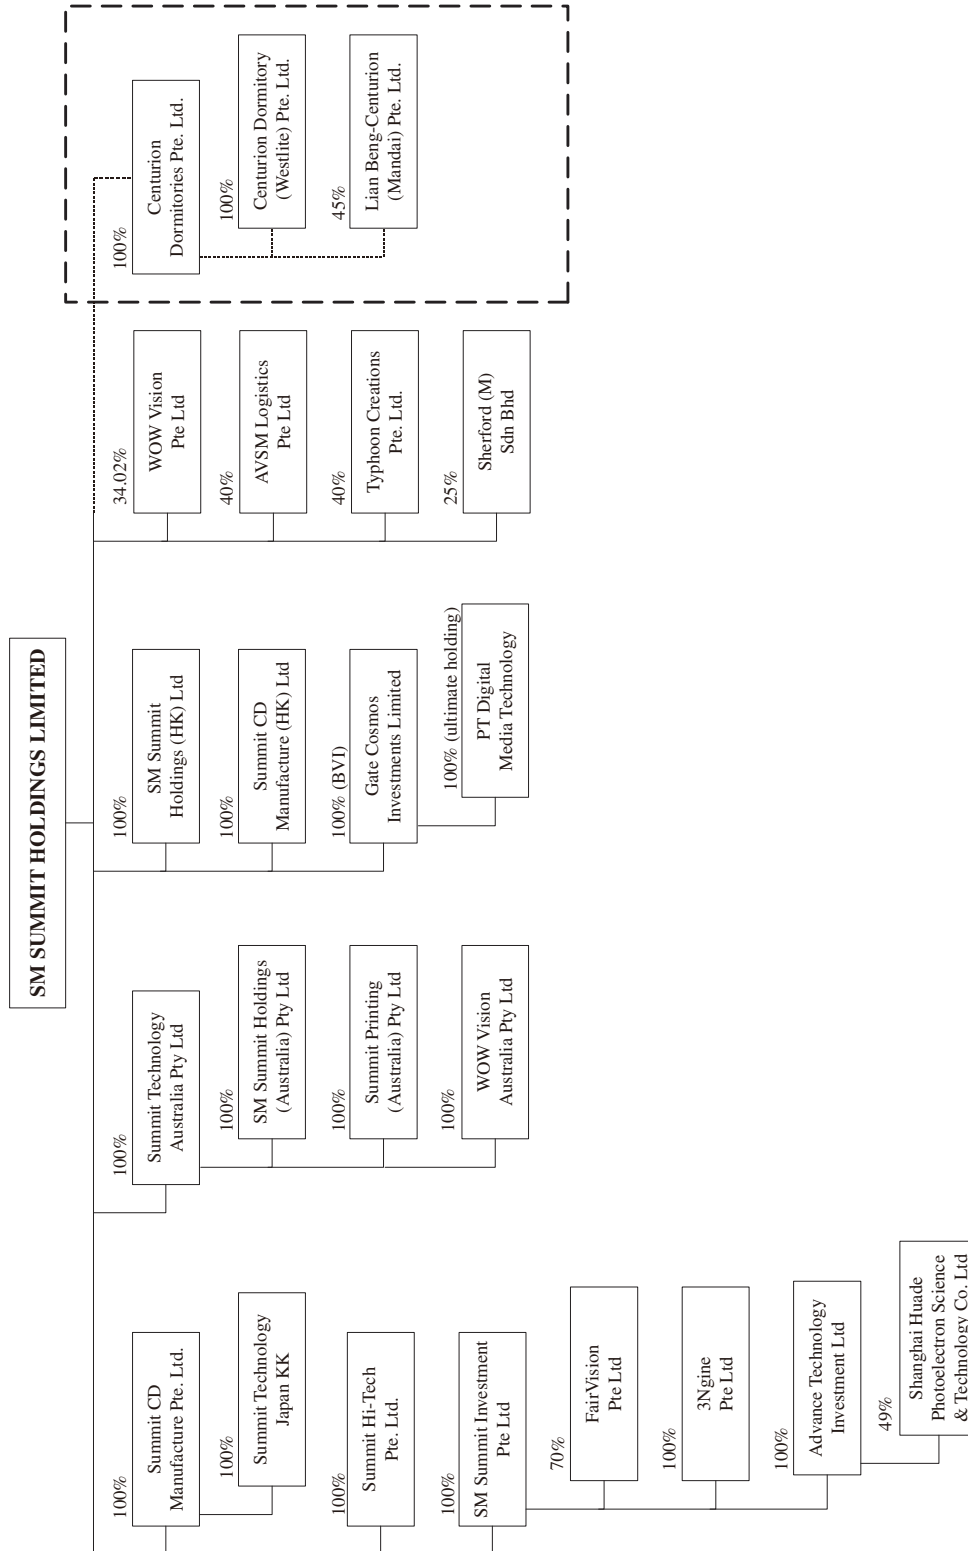 SM SUMMIT HOLDINGS LIMITED
100%
Summit CD
Manufacture Pte. Ltd.
100%
Summit Technology
Japan KK
100%
Summit Hi-Tech
Pte. Ltd.
100%
SM Summit Investment
Pte Ltd
70%
FairVision
Pte Ltd
100%
3Ngine
Pte Ltd
100%
Advance Technology
Investment Ltd
49%
Shanghai Huade
Photoelectron Science
& Technology Co. Ltd
100%
Summit Technology
Australia Pty Ltd
100%
SM Summit Holdings
(Australia) Pty Ltd
100%
Summit Printing
(Australia) Pty Ltd
100%
WOW Vision
Australia Pty Ltd
100%
SM Summit
Holdings (HK) Ltd
100%
Summit CD
Manufacture (HK) Ltd
100% (BVI)
Gate Cosmos
Investments Limited
100% (ultimate holding)
PT Digital
Media Technology
34.02%
WOW Vision
Pte Ltd
40%
AVSM Logistics
Pte Ltd
40%
Typhoon Creations
Pte. Ltd.
25%
Sherford (M)
Sdn Bhd
100%
Centurion
Dormitories Pte. Ltd.
100%
Centurion Dormitory
(Westlite) Pte. Ltd.
45%
Lian Beng-Centurion
(Mandai) Pte. Ltd.